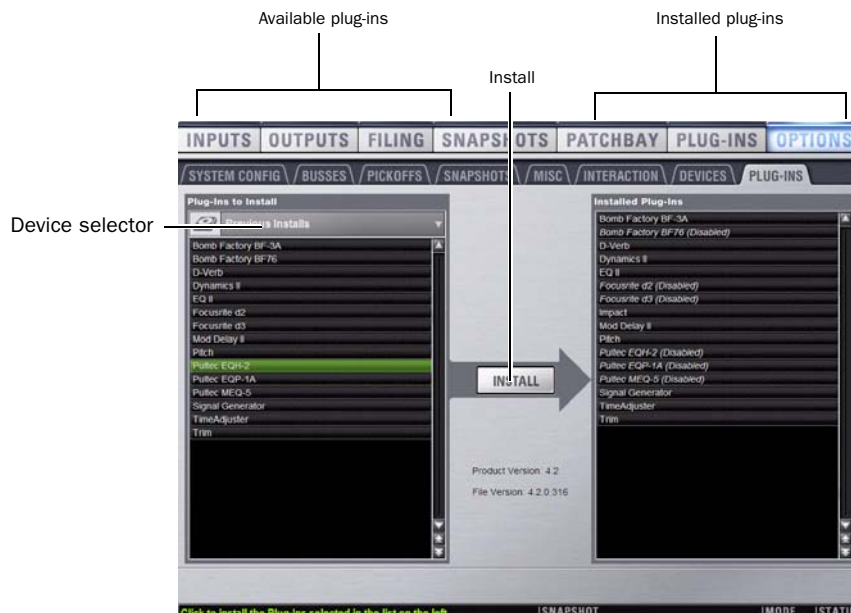 Available plug-ins
Installed plug-ins
Install
INPUTS OUTPUTS FILING SNAPSHOTS PATCHBAY PLUG-INS OPTIONS
SYSTEM CONFIG BUSSES PICKOFFS SNAPSHOTS MISC INTERACTION DEVICES PLUG-INS
Device selector
Plug-Ins to Install
Previous Installs
Bomb Factory BF-3A
Bomb Factory BF76
D-Verb
Dynamics II
EQ II
Focusrite d2
Focusrite d3
Mod Delay II
Pitch
Pultec EQH-2
Pultec EQP-1A
Pultec MEQ-5
Signal Generator
TimeAdjuster
Trim
INSTALL
Product Version: 4.2
File Version: 4.2.0.316
Installed Plug-Ins
Bomb Factory BF-3A
Bomb Factory BF76 (Disabled)
D-Verb
Dynamics II
EQ II
Focusrite d2 (Disabled)
Focusrite d3 (Disabled)
Impact
Mod Delay II
Pitch
Pultec EQH-2 (Disabled)
Pultec EQP-1A (Disabled)
Pultec MEQ-5 (Disabled)
Signal Generator
TimeAdjuster
Trim
Click to install the Plug-Ins selected in the list on the left
SNAPSHOT
MODE